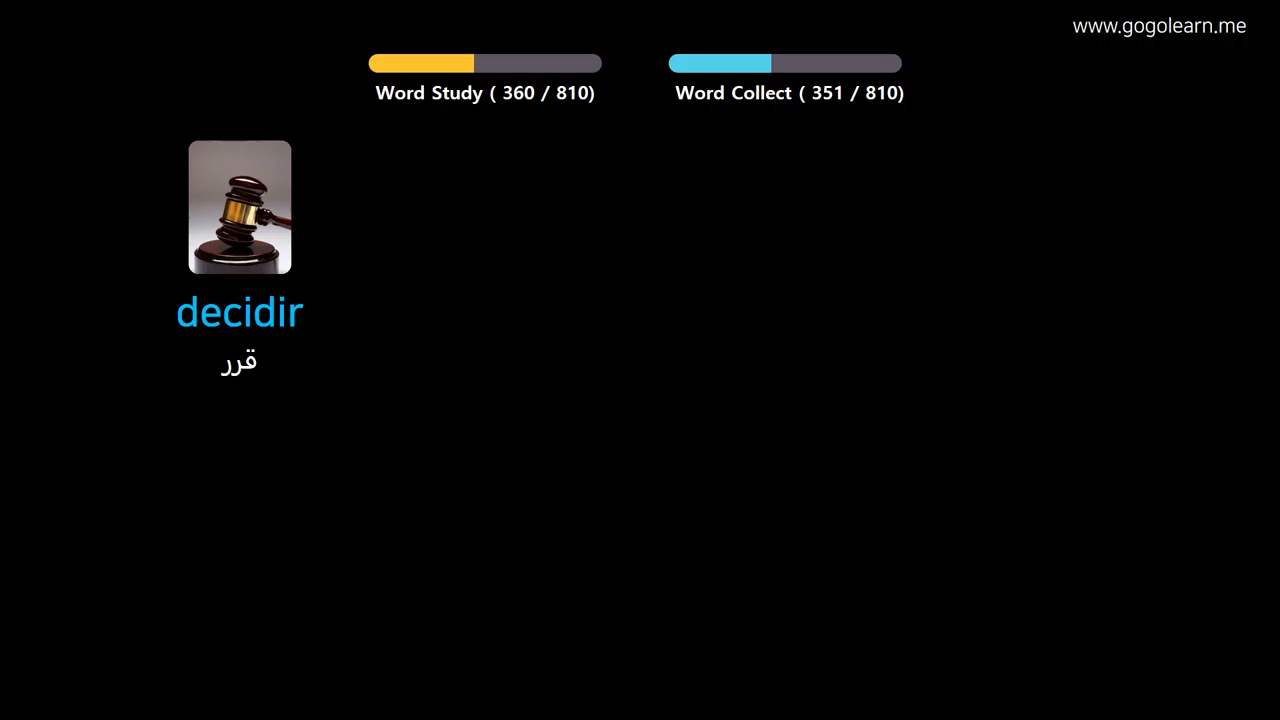 www.gogolearn.me
Word Study ( 360 / 810)
Word Collect ( 351 / 810)
decidir
قرر